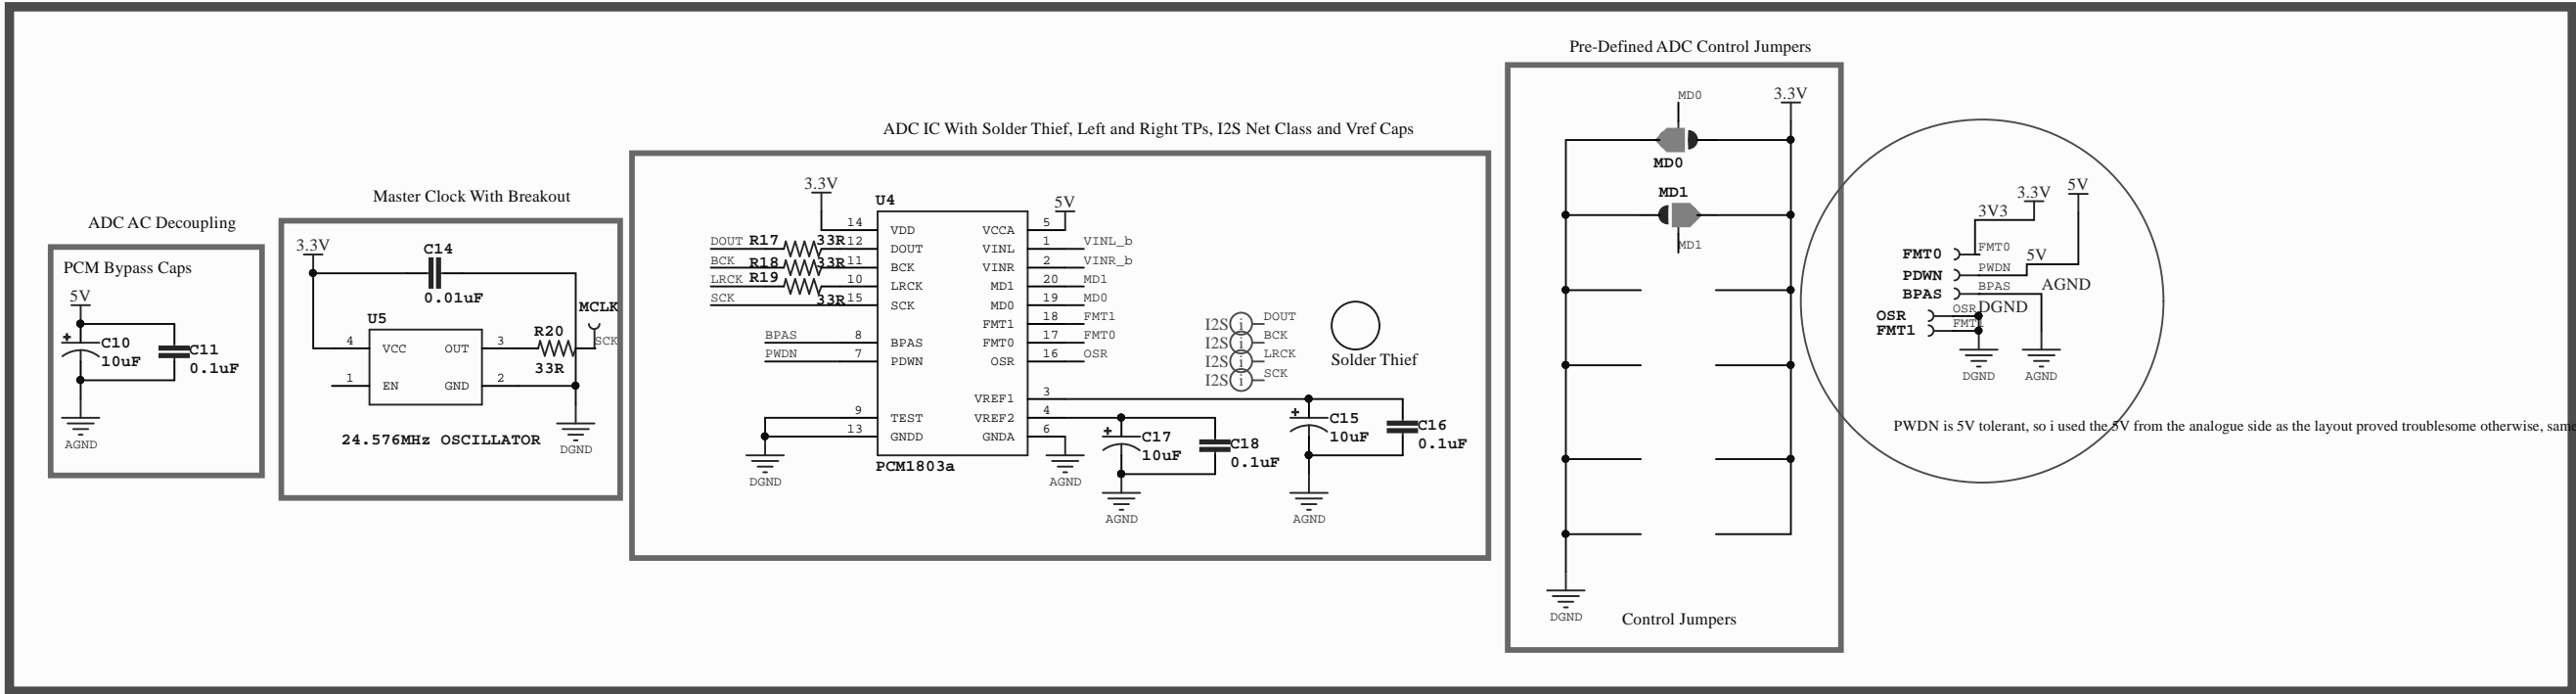 ADC AC Decoupling
PCM Bypass Caps
5V
C10
10uF
C11
0.1uF
AGND
Master Clock With Breakout
3.3V
C14
0.01uF
MCLK
U5
R20
33R
SCK
4 VCC OUT 3
1 EN GND 2
24.576MHz OSCILLATOR
DGND
ADC IC With Solder Thief, Left and Right TPs, I2S Net Class and Vref Caps
3.3V
U4
5V
14 VDD VCCA 5
DOUT R17 33R 12 DOUT VINL 1 VINL_b
BCK R18 33R 11 BCK VINR 2 VINR_b
LRCK R19 10 LRCK MD1 20 MD1
SCK 33R 15 SCK MD0 19 MD0
FMT1 18 FMT1
BPAS 8 BPAS FMT0 17 FMT0
PWDN 7 PDWN OSR 16 OSR
VREF1 3
9 TEST VREF2 4
13 GNDD GNDA 6
PCM1803a
DGND
AGND
I2S i DOUT
I2S i BCK
I2S i LRCK
I2S i SCK
Solder Thief
C17
10uF
C18
0.1uF
AGND
C15
10uF
C16
0.1uF
AGND
Pre-Defined ADC Control Jumpers
MD0
3.3V
MD0
MD1
MD1
DGND
Control Jumpers
3.3V
5V
3V3
FMT0 FMT0
5V
PDWN PWDN
BPAS BPAS
AGND
OSR OSR
DGND
FMT1 FMT1
DGND
AGND
PWDN is 5V tolerant, so i used the 5V from the analogue side as the layout proved troublesome otherwise, same